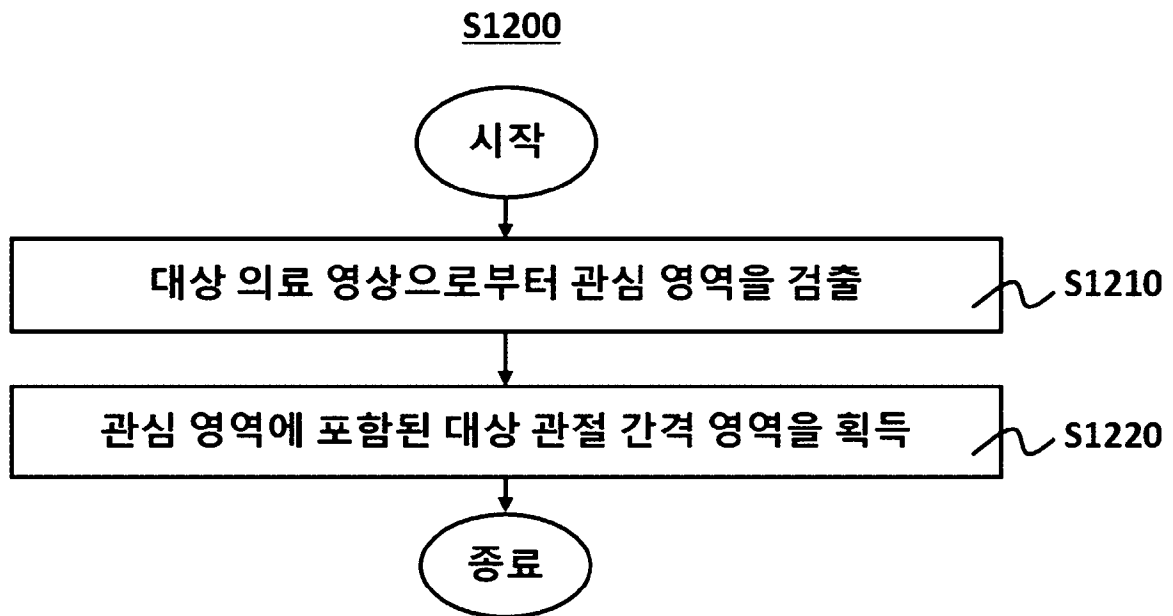 S1200
시작
대상 의료 영상으로부터 관심 영역을 검출
S1210
관심 영역에 포함된 대상 관절 간격 영역을 획득
S1220
종료